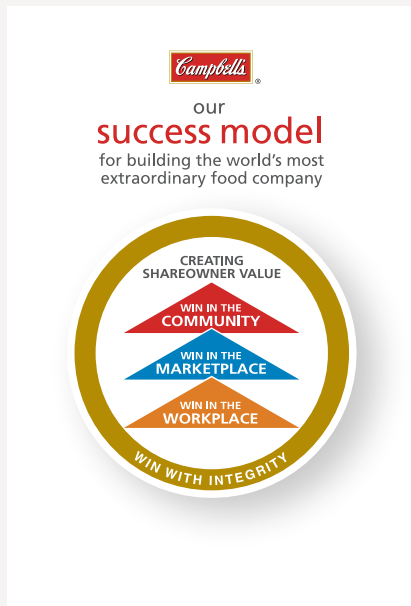 Campbell's®
our
success model
for building the world's most
extraordinary food company
CREATING
SHAREOWNER VALUE
WIN IN THE
COMMUNITY
WIN IN THE
MARKETPLACE
WIN IN THE
WORKPLACE
WIN WITH INTEGRITY